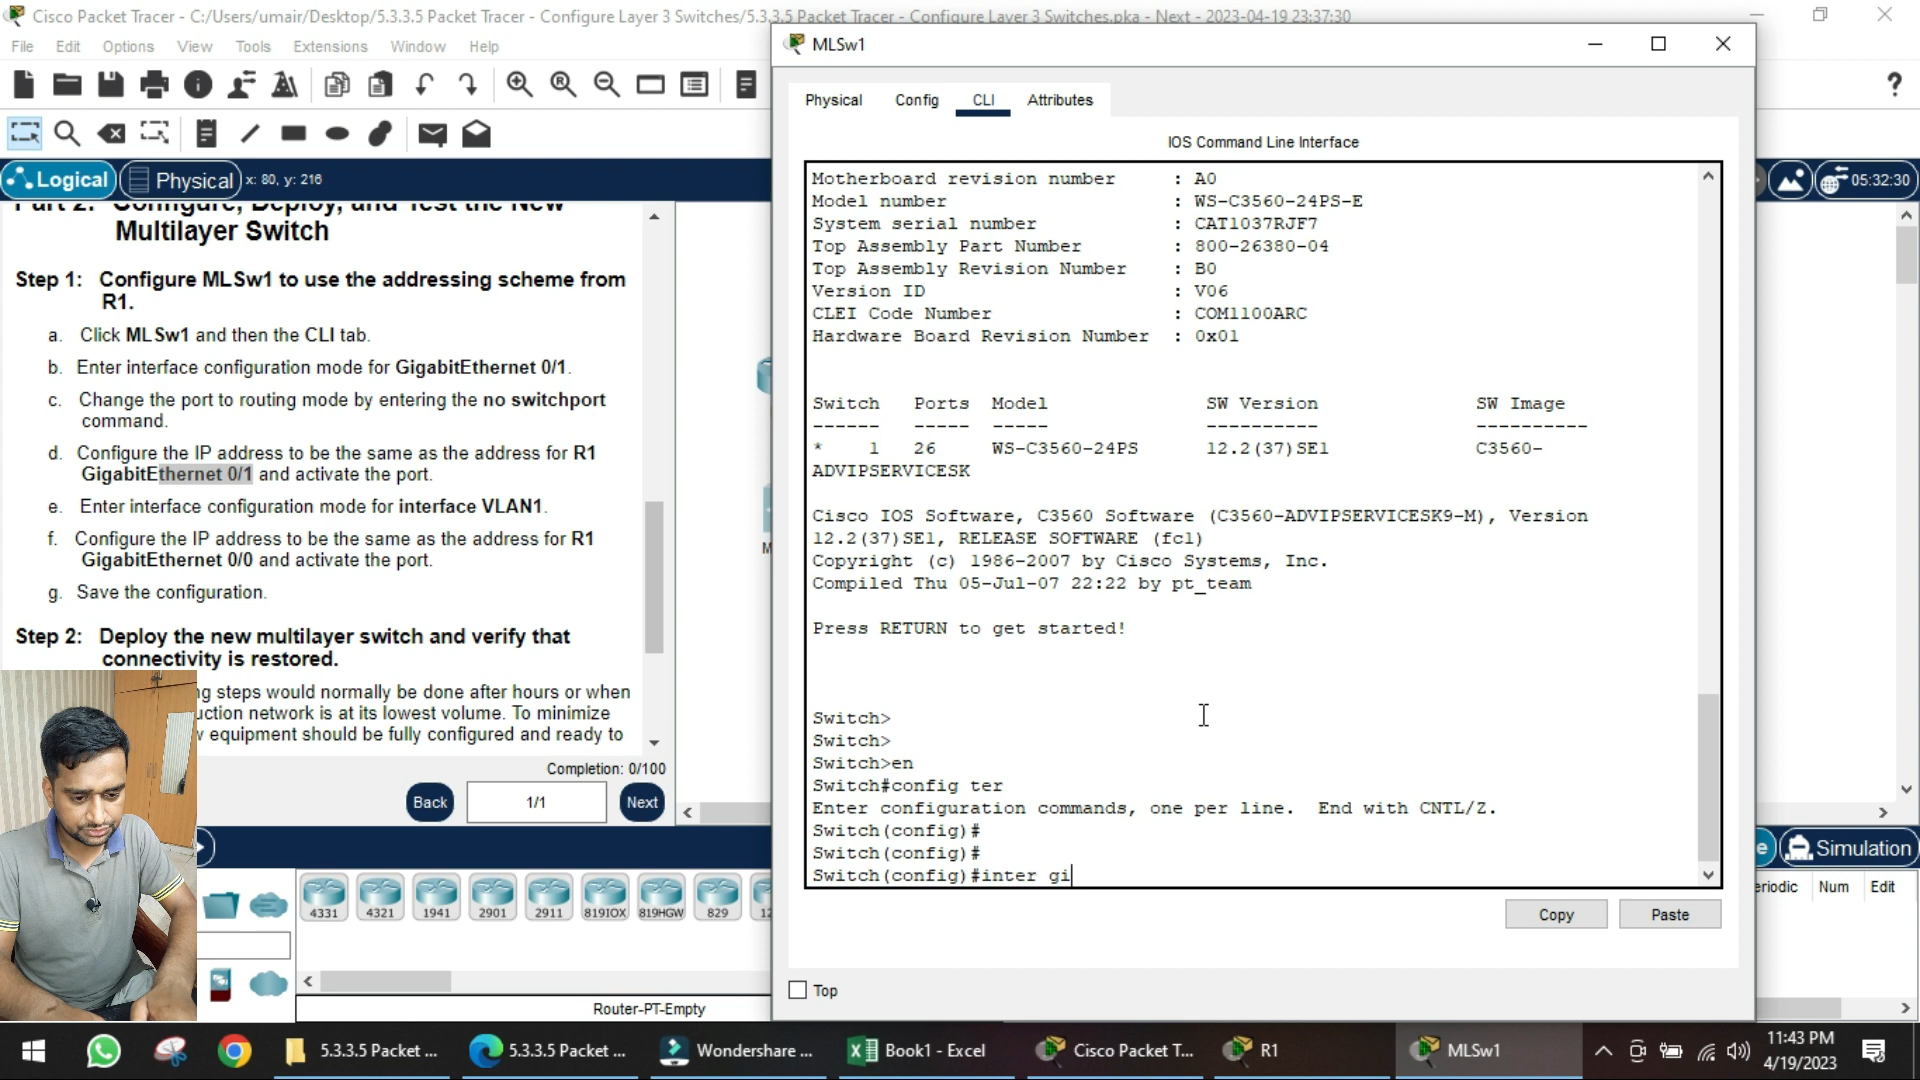 Cisco Packet Tracer - C:/Users/umair/Desktop/5.3.3.5 Packet Tracer - Configure Layer 3 Switches/5.3.3.5 Packet Tracer - Configure Layer 3 Switches.pka - Next - 2023-04-19 23:37:30
File Edit Options View Tools Extensions Window Help
Logical Physical x: 80, y: 216
05:32:30
Part 2: Configure, Deploy, and Test the New
Multilayer Switch
Step 1: Configure MLSw1 to use the addressing scheme from
R1.
a. Click MLSw1 and then the CLI tab.
b. Enter interface configuration mode for GigabitEthernet 0/1.
c. Change the port to routing mode by entering the no switchport
command.
d. Configure the IP address to be the same as the address for R1
GigabitEthernet 0/1 and activate the port.
e. Enter interface configuration mode for interface VLAN1.
f. Configure the IP address to be the same as the address for R1
GigabitEthernet 0/0 and activate the port.
g. Save the configuration.
Step 2: Deploy the new multilayer switch and verify that
connectivity is restored.
steps would normally be done after hours or when
network is at its lowest volume. To minimize
equipment should be fully configured and ready to
Completion: 0/100
Back 1/1 Next
4331 4321 1941 2901 2911 819IOX 819HGW 829
Router-PT-Empty
MLSw1
Physical Config CLI Attributes
IOS Command Line Interface
Motherboard revision number : A0
Model number : WS-C3560-24PS-E
System serial number : CAT1037RJF7
Top Assembly Part Number : 800-26380-04
Top Assembly Revision Number : B0
Version ID : V06
CLEI Code Number : COM1100ARC
Hardware Board Revision Number : 0x01
Switch Ports Model SW Version SW Image
------ ----- ----- ---------- ----------
* 1 26 WS-C3560-24PS 12.2(37)SE1 C3560-
ADVIPSERVICESK
Cisco IOS Software, C3560 Software (C3560-ADVIPSERVICESK9-M), Version
12.2(37)SE1, RELEASE SOFTWARE (fc1)
Copyright (c) 1986-2007 by Cisco Systems, Inc.
Compiled Thu 05-Jul-07 22:22 by pt_team
Press RETURN to get started!
Switch>
Switch>
Switch>en
Switch#config ter
Enter configuration commands, one per line. End with CNTL/Z.
Switch(config)#
Switch(config)#
Switch(config)#inter gi
Copy Paste
Top
Simulation
Num Edit
5.3.3.5 Packet ... 5.3.3.5 Packet ... Wondershare ... Book1 - Excel Cisco Packet T... R1 MLSw1
11:43 PM
4/19/2023